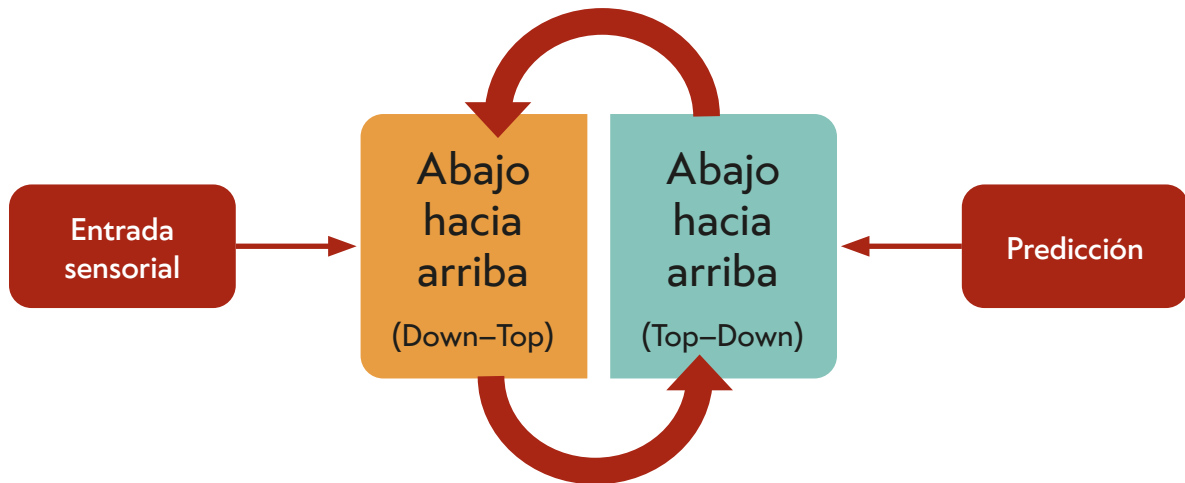 Entrada
sensorial
Abajo
hacia
arriba
(Down–Top)
Abajo
hacia
arriba
(Top–Down)
Predicción